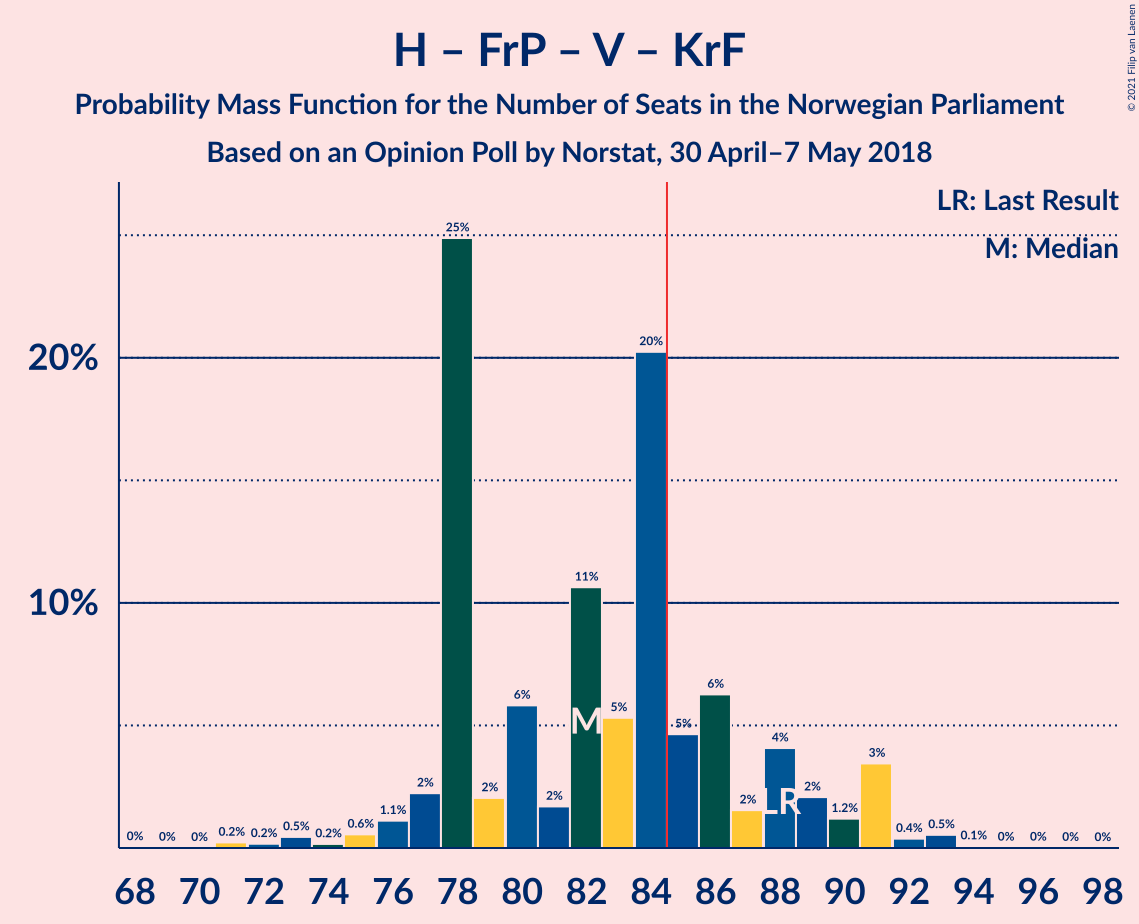 H – FrP – V – KrF
Probability Mass Function for the Number of Seats in the Norwegian Parliament
Based on an Opinion Poll by Norstat, 30 April–7 May 2018
© 2021 Filip van Laenen
LR: Last Result
M: Median
20%
10%
0% 0% 0% 0.2% 0.2% 0.5% 0.2% 0.6% 1.1% 2% 25% 2% 6% 2% 11% 5% 20% 5% 6% 2% 4% 2% 1.2% 3% 0.4% 0.5% 0.1% 0% 0% 0% 0%
M
LR
68 70 72 74 76 78 80 82 84 86 88 90 92 94 96 98